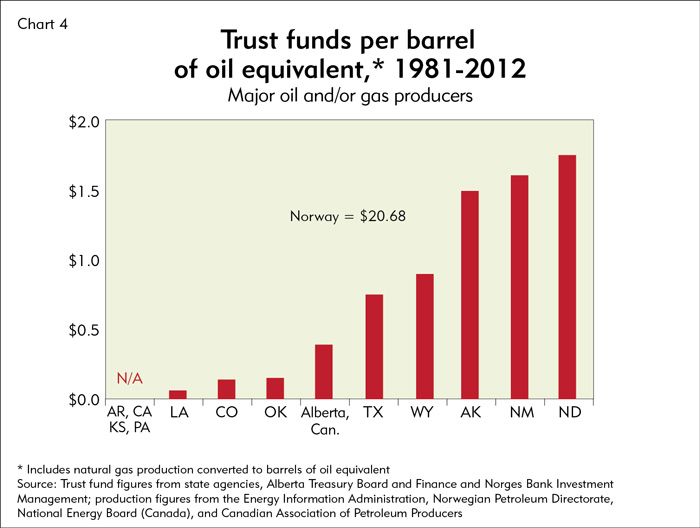 Chart 4
Trust funds per barrel
of oil equivalent,* 1981-2012
Major oil and/or gas producers
$2.0
$1.5
Norway = $20.68
$1.0
$0.5
N/A
$0.0
AR, CA
KS, PA
LA
CO
OK
Alberta,
Can.
TX
WY
AK
NM
ND
* Includes natural gas production converted to barrels of oil equivalent
Source: Trust fund figures from state agencies, Alberta Treasury Board and Finance and Norges Bank Investment
Management; production figures from the Energy Information Administration, Norwegian Petroleum Directorate,
National Energy Board (Canada), and Canadian Association of Petroleum Producers